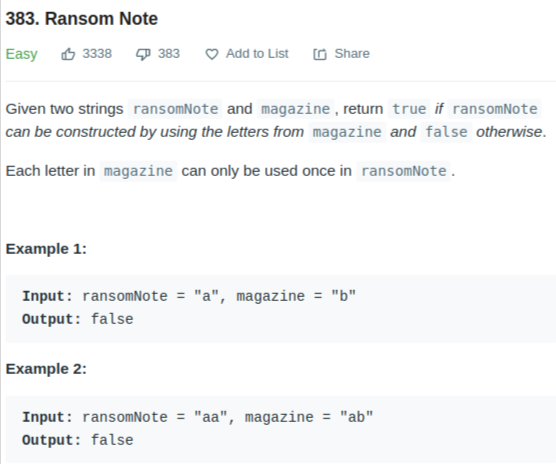 383. Ransom Note
Easy 3338 383 Add to List Share
Given two strings ransomNote and magazine, return true if ransomNote
can be constructed by using the letters from magazine and false otherwise.
Each letter in magazine can only be used once in ransomNote.
Example 1:
Input: ransomNote = "a", magazine = "b"
Output: false
Example 2:
Input: ransomNote = "aa", magazine = "ab"
Output: false